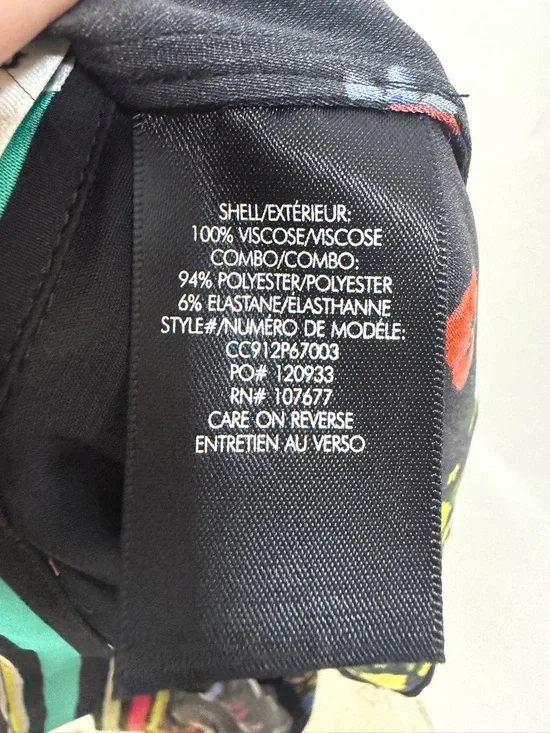 SHELL/EXTÉRIEUR:
100% VISCOSE/VISCOSE
COMBO/COMBO:
94% POLYESTER/POLYESTER
6% ELASTANE/ÉLASTHANNE
STYLE#/NUMÉRO DE MODÉLE:
CC912P67003
PO# 120933
RN# 107677
CARE ON REVERSE
ENTRETIEN AU VERSO